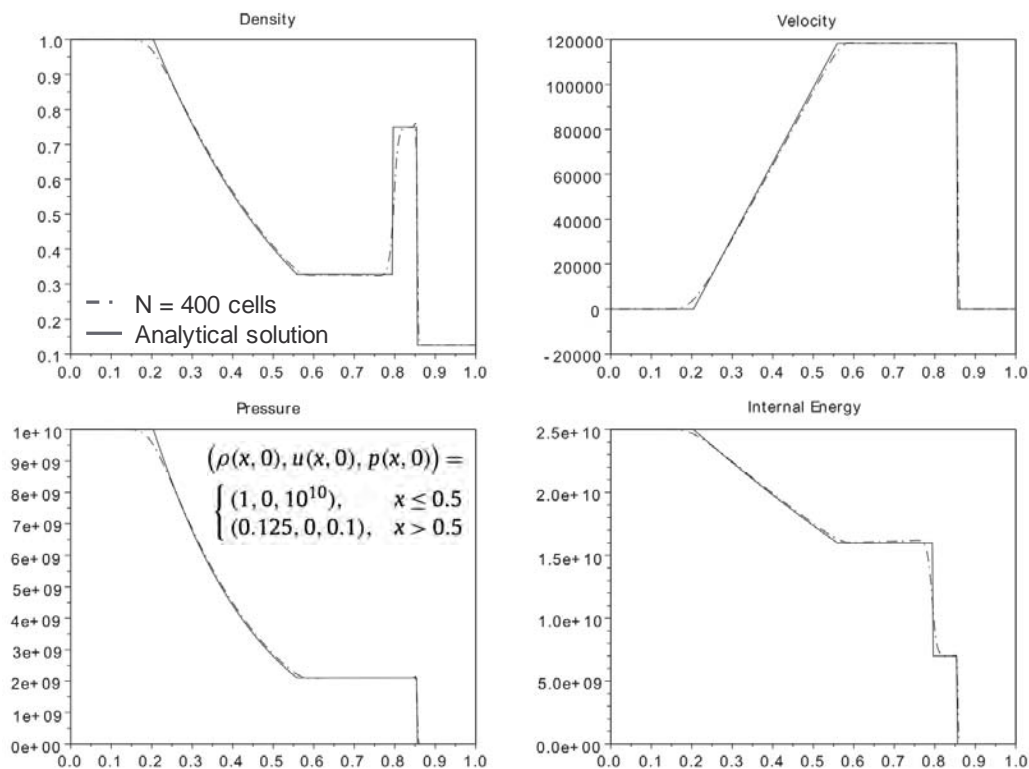 Density
1.0
0.9
0.8
0.7
0.6
0.5
0.4
0.3
0.2
0.1
N = 400 cells
Analytical solution
0.0 0.1 0.2 0.3 0.4 0.5 0.6 0.7 0.8 0.9 1.0
Velocity
120000
100000
80000
60000
40000
20000
0
-20000
0.0 0.1 0.2 0.3 0.4 0.5 0.6 0.7 0.8 0.9 1.0
Pressure
1e+10
9e+09
8e+09
7e+09
6e+09
5e+09
4e+09
3e+09
2e+09
1e+09
0e+00
(ρ(x, 0), u(x, 0), p(x, 0)) =
{ (1, 0, 10¹⁰), x ≤ 0.5
(0.125, 0, 0.1), x > 0.5
0.0 0.1 0.2 0.3 0.4 0.5 0.6 0.7 0.8 0.9 1.0
Internal Energy
2.5e+10
2.0e+10
1.5e+10
1.0e+10
5.0e+09
0.0e+00
0.0 0.1 0.2 0.3 0.4 0.5 0.6 0.7 0.8 0.9 1.0